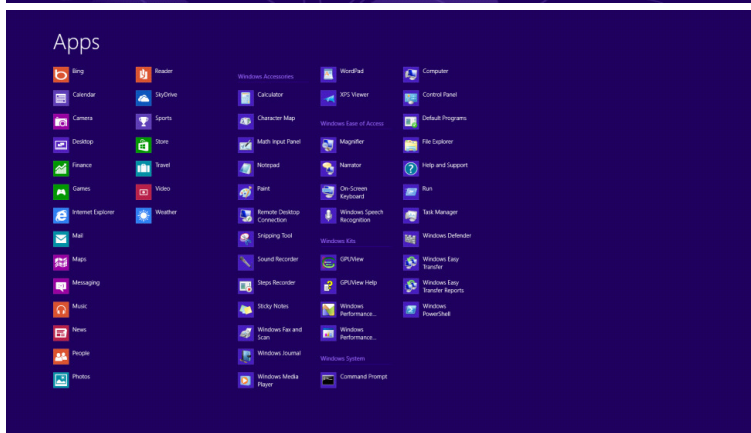 Apps
Bing
Calendar
Camera
Desktop
Finance
Games
Internet Explorer
Mail
Maps
Messaging
Music
News
People
Photos
Reader
SkyDrive
Sports
Store
Travel
Video
Weather
Windows Accessories
Calculator
Character Map
Math Input Panel
Notepad
Paint
Remote Desktop
Connection
Snipping Tool
Sound Recorder
Steps Recorder
Sticky Notes
Windows Fax and
Scan
Windows Journal
Windows Media
Player
WordPad
XPS Viewer
Windows Ease of Access
Magnifier
Narrator
On-Screen
Keyboard
Windows Speech
Recognition
Windows Kits
GPUView
GPUView Help
Windows
Performance...
Windows
Performance...
Windows System
Command Prompt
Computer
Control Panel
Default Programs
File Explorer
Help and Support
Run
Task Manager
Windows Defender
Windows Easy
Transfer
Windows Easy
Transfer Reports
Windows
PowerShell